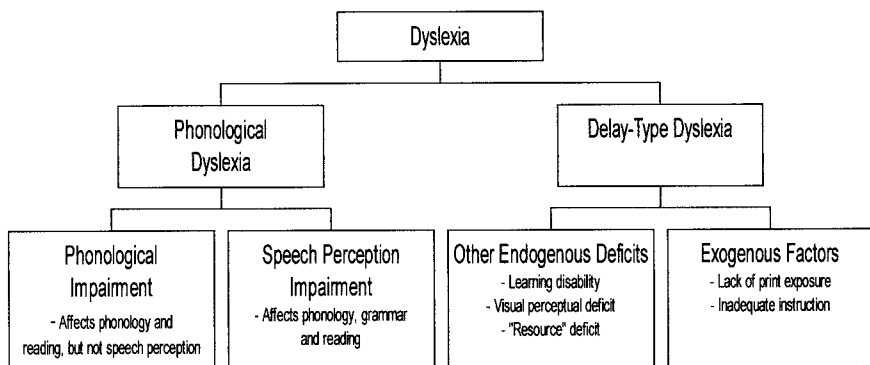 Dyslexia
Phonological
Dyslexia
Delay-Type Dyslexia
Phonological
Impairment
- Affects phonology and
reading, but not speech perception
Speech Perception
Impairment
- Affects phonology, grammar
and reading
Other Endogenous Deficits
- Learning disability
- Visual perceptual deficit
- "Resource" deficit
Exogenous Factors
- Lack of print exposure
- Inadequate instruction